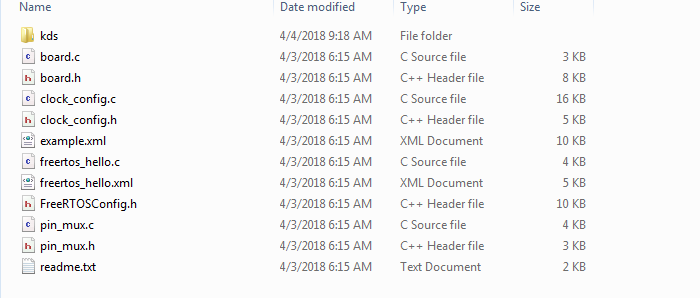 Name Date modified Type Size
kds 4/4/2018 9:18 AM File folder
board.c 4/3/2018 6:15 AM C Source file 3 KB
board.h 4/3/2018 6:15 AM C++ Header file 8 KB
clock_config.c 4/3/2018 6:15 AM C Source file 16 KB
clock_config.h 4/3/2018 6:15 AM C++ Header file 5 KB
example.xml 4/3/2018 6:15 AM XML Document 10 KB
freertos_hello.c 4/3/2018 6:15 AM C Source file 4 KB
freertos_hello.xml 4/3/2018 6:15 AM XML Document 5 KB
FreeRTOSConfig.h 4/3/2018 6:15 AM C++ Header file 10 KB
pin_mux.c 4/3/2018 6:15 AM C Source file 4 KB
pin_mux.h 4/3/2018 6:15 AM C++ Header file 3 KB
readme.txt 4/3/2018 6:15 AM Text Document 2 KB